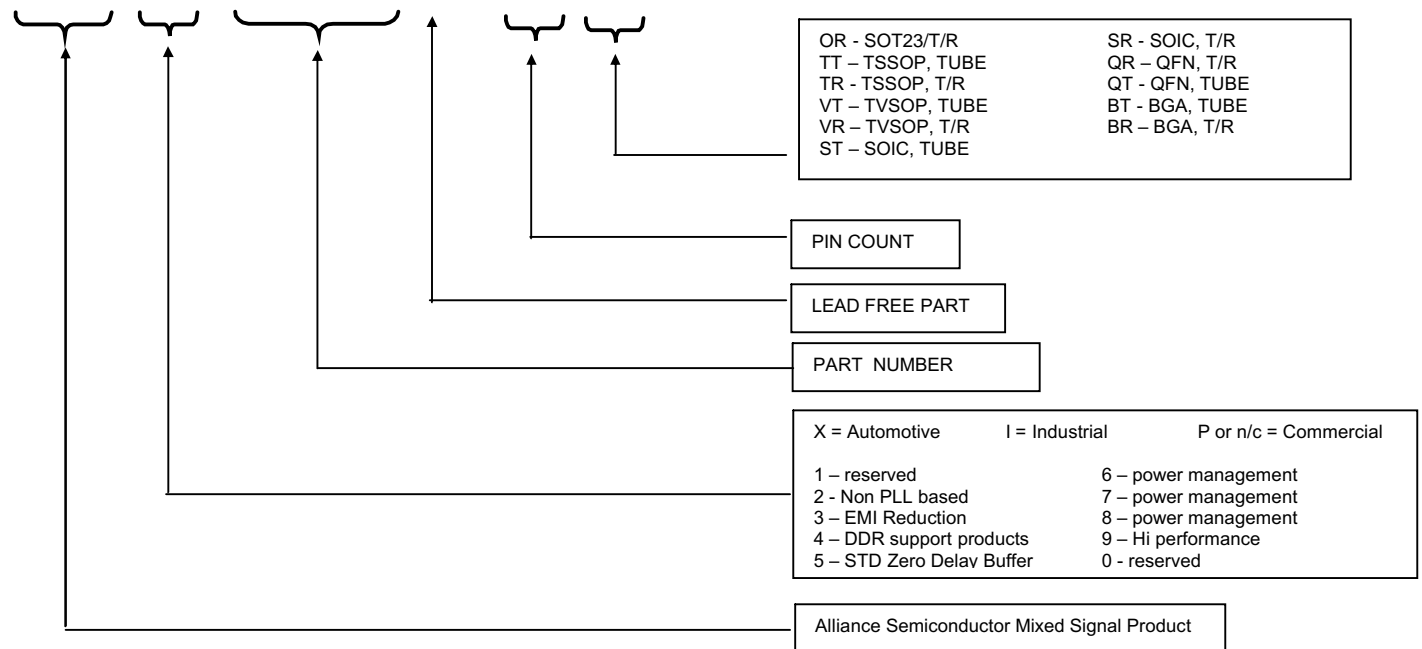 OR - SOT23/T/R
TT – TSSOP, TUBE
TR - TSSOP, T/R
VT – TVSOP, TUBE
VR – TVSOP, T/R
ST – SOIC, TUBE
SR - SOIC, T/R
QR – QFN, T/R
QT - QFN, TUBE
BT - BGA, TUBE
BR – BGA, T/R
PIN COUNT
LEAD FREE PART
PART NUMBER
X = Automotive I = Industrial P or n/c = Commercial
1 – reserved
2 - Non PLL based
3 – EMI Reduction
4 – DDR support products
5 – STD Zero Delay Buffer
6 – power management
7 – power management
8 – power management
9 – Hi performance
0 - reserved
Alliance Semiconductor Mixed Signal Product